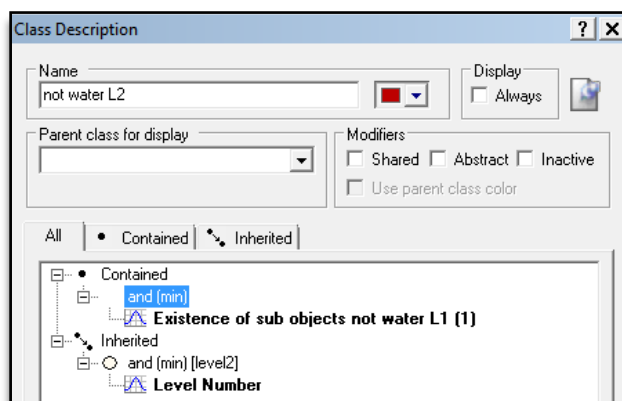 Class Description
? X
Name
not water L2
Display
Always
Parent class for display
Modifiers
Shared Abstract Inactive
Use parent class color
All Contained Inherited
Contained
and (min)
Existence of sub objects not water L1 (1)
Inherited
and (min) [level2]
Level Number